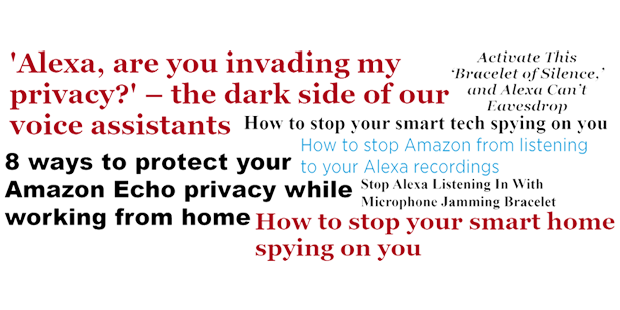 'Alexa, are you invading my
privacy?' – the dark side of our
voice assistants
Activate This
'Bracelet of Silence,'
and Alexa Can't
Eavesdrop
How to stop your smart tech spying on you
How to stop Amazon from listening
to your Alexa recordings
8 ways to protect your
Amazon Echo privacy while
working from home
Stop Alexa Listening In With
Microphone Jamming Bracelet
How to stop your smart home
spying on you